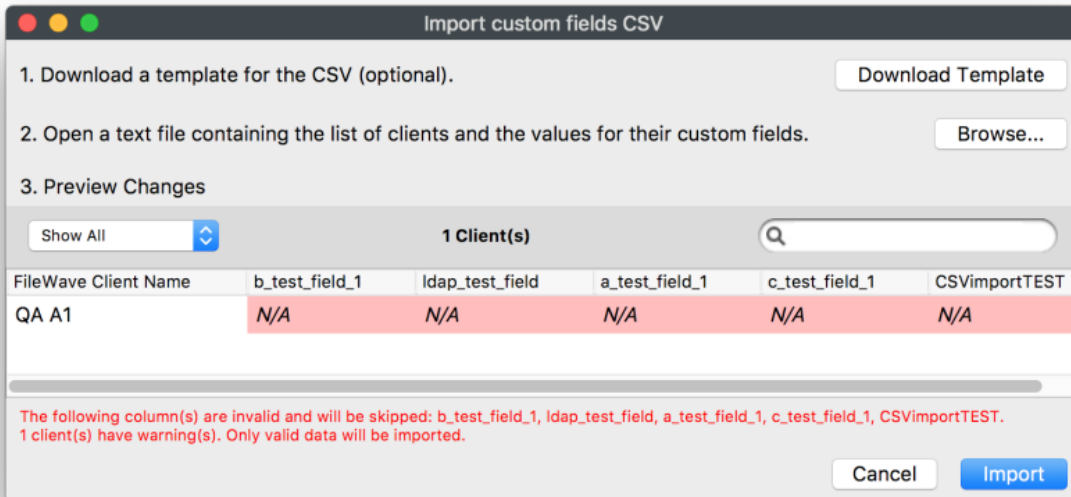 Import custom fields CSV
1. Download a template for the CSV (optional).
Download Template
2. Open a text file containing the list of clients and the values for their custom fields.
Browse...
3. Preview Changes
Show All
1 Client(s)
FileWave Client Name b_test_field_1 ldap_test_field a_test_field_1 c_test_field_1 CSVimportTEST
QA A1 N/A N/A N/A N/A N/A
The following column(s) are invalid and will be skipped: b_test_field_1, ldap_test_field, a_test_field_1, c_test_field_1, CSVimportTEST.
1 client(s) have warning(s). Only valid data will be imported.
Cancel Import